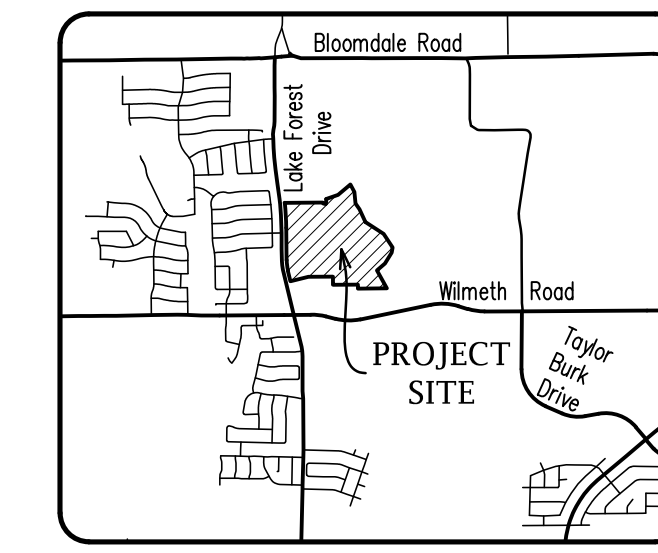 Bloomdale Road
Lake Forest
Drive
Wilmeth Road
PROJECT
SITE
Taylor
Burk
Drive